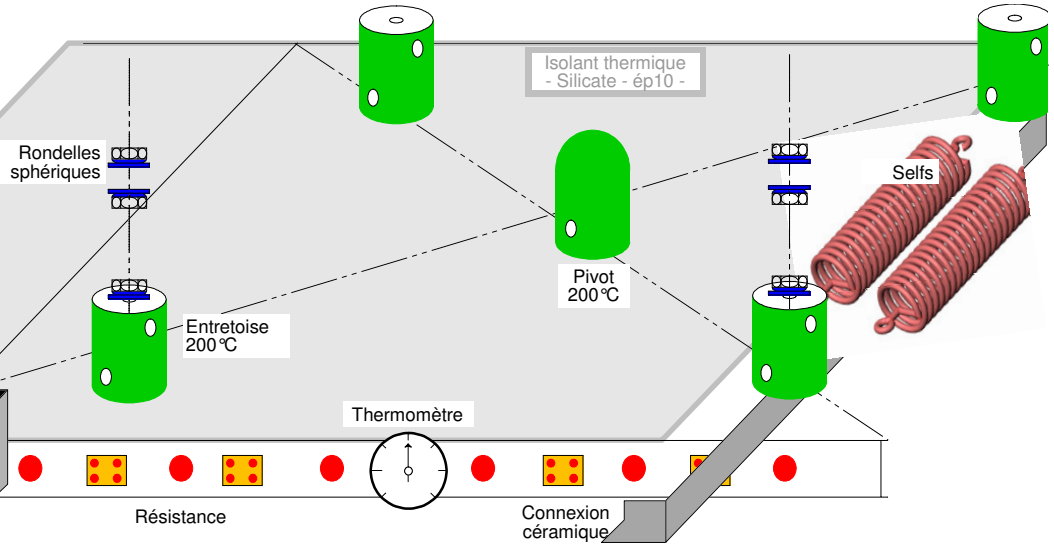 Isolant thermique
- Silicate - ép10 -
Rondelles
sphériques
Selfs
Pivot
200°C
Entretoise
200°C
Thermomètre
Résistance
Connexion
céramique